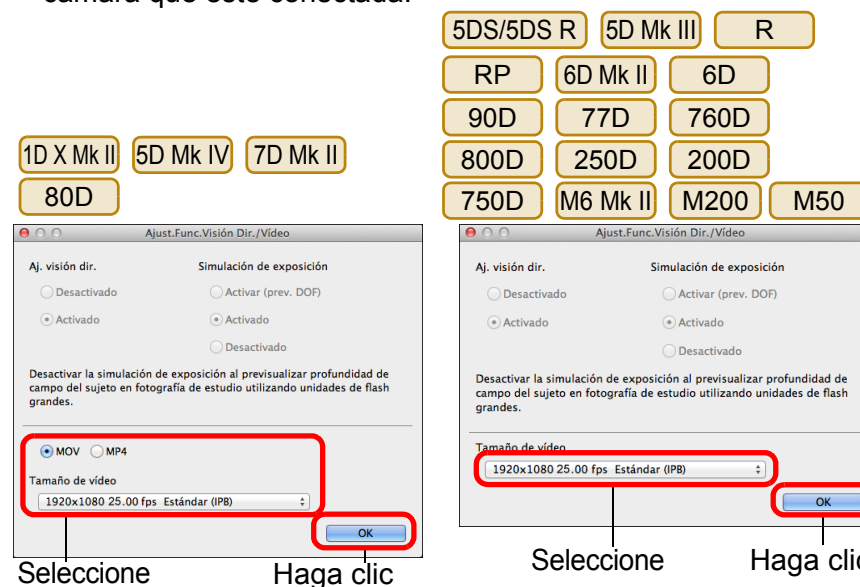 cámara que esté conectada.
5DS/5DS R 5D Mk III R
RP 6D Mk II 6D
90D 77D 760D
800D 250D 200D
750D M6 Mk II M200 M50
1D X Mk II 5D Mk IV 7D Mk II
80D
Ajust.Func.Visión Dir./Vídeo
Aj. visión dir. Simulación de exposición
Desactivado Activar (prev. DOF)
Activado Activado
Desactivado
Desactivar la simulación de exposición al previsualizar profundidad de
campo del sujeto en fotografía de estudio utilizando unidades de flash
grandes.
MOV MP4
Tamaño de vídeo
1920x1080 25.00 fps Estándar (IPB)
OK
Seleccione Haga clic
Ajust.Func.Visión Dir./Vídeo
Aj. visión dir. Simulación de exposición
Desactivado Activar (prev. DOF)
Activado Activado
Desactivado
Desactivar la simulación de exposición al previsualizar profundidad de
campo del sujeto en fotografía de estudio utilizando unidades de flash
grandes.
Tamaño de vídeo
1920x1080 25.00 fps Estándar (IPB)
OK
Seleccione Haga clic